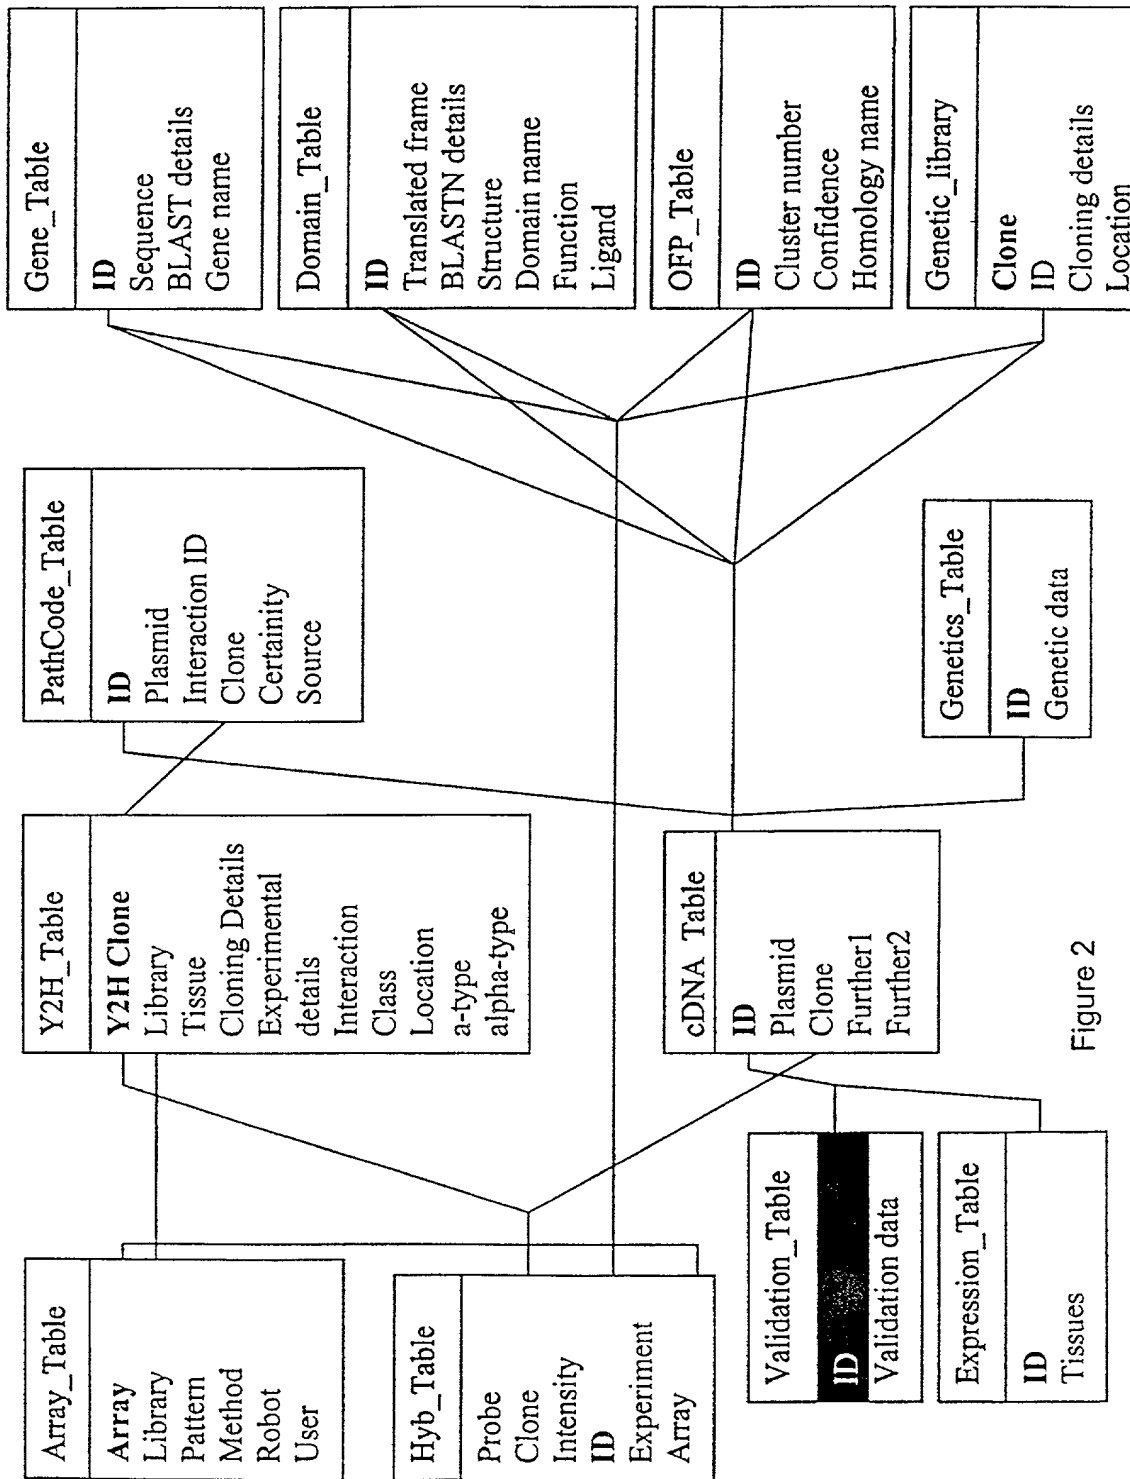 Array_Table
Array
Library
Pattern
Method
Robot
User
Hyb_Table
Probe
Clone
Intensity
ID
Experiment
Array
Validation_Table
ID
Validation data
Expression_Table
ID
Tissues
Y2H_Table
Y2H Clone
Library
Tissue
Cloning Details
Experimental
details
Interaction
Class
Location
a-type
alpha-type
cDNA_Table
ID
Plasmid
Clone
Further1
Further2
PathCode_Table
ID
Plasmid
Interaction ID
Clone
Certainity
Source
Genetics_Table
ID
Genetic data
Gene_Table
ID
Sequence
BLAST details
Gene name
Domain_Table
ID
Translated frame
BLASTN details
Structure
Domain name
Function
Ligand
OFP_Table
ID
Cluster number
Confidence
Homology name
Genetic_library
Clone
ID
Cloning details
Location
Figure 2